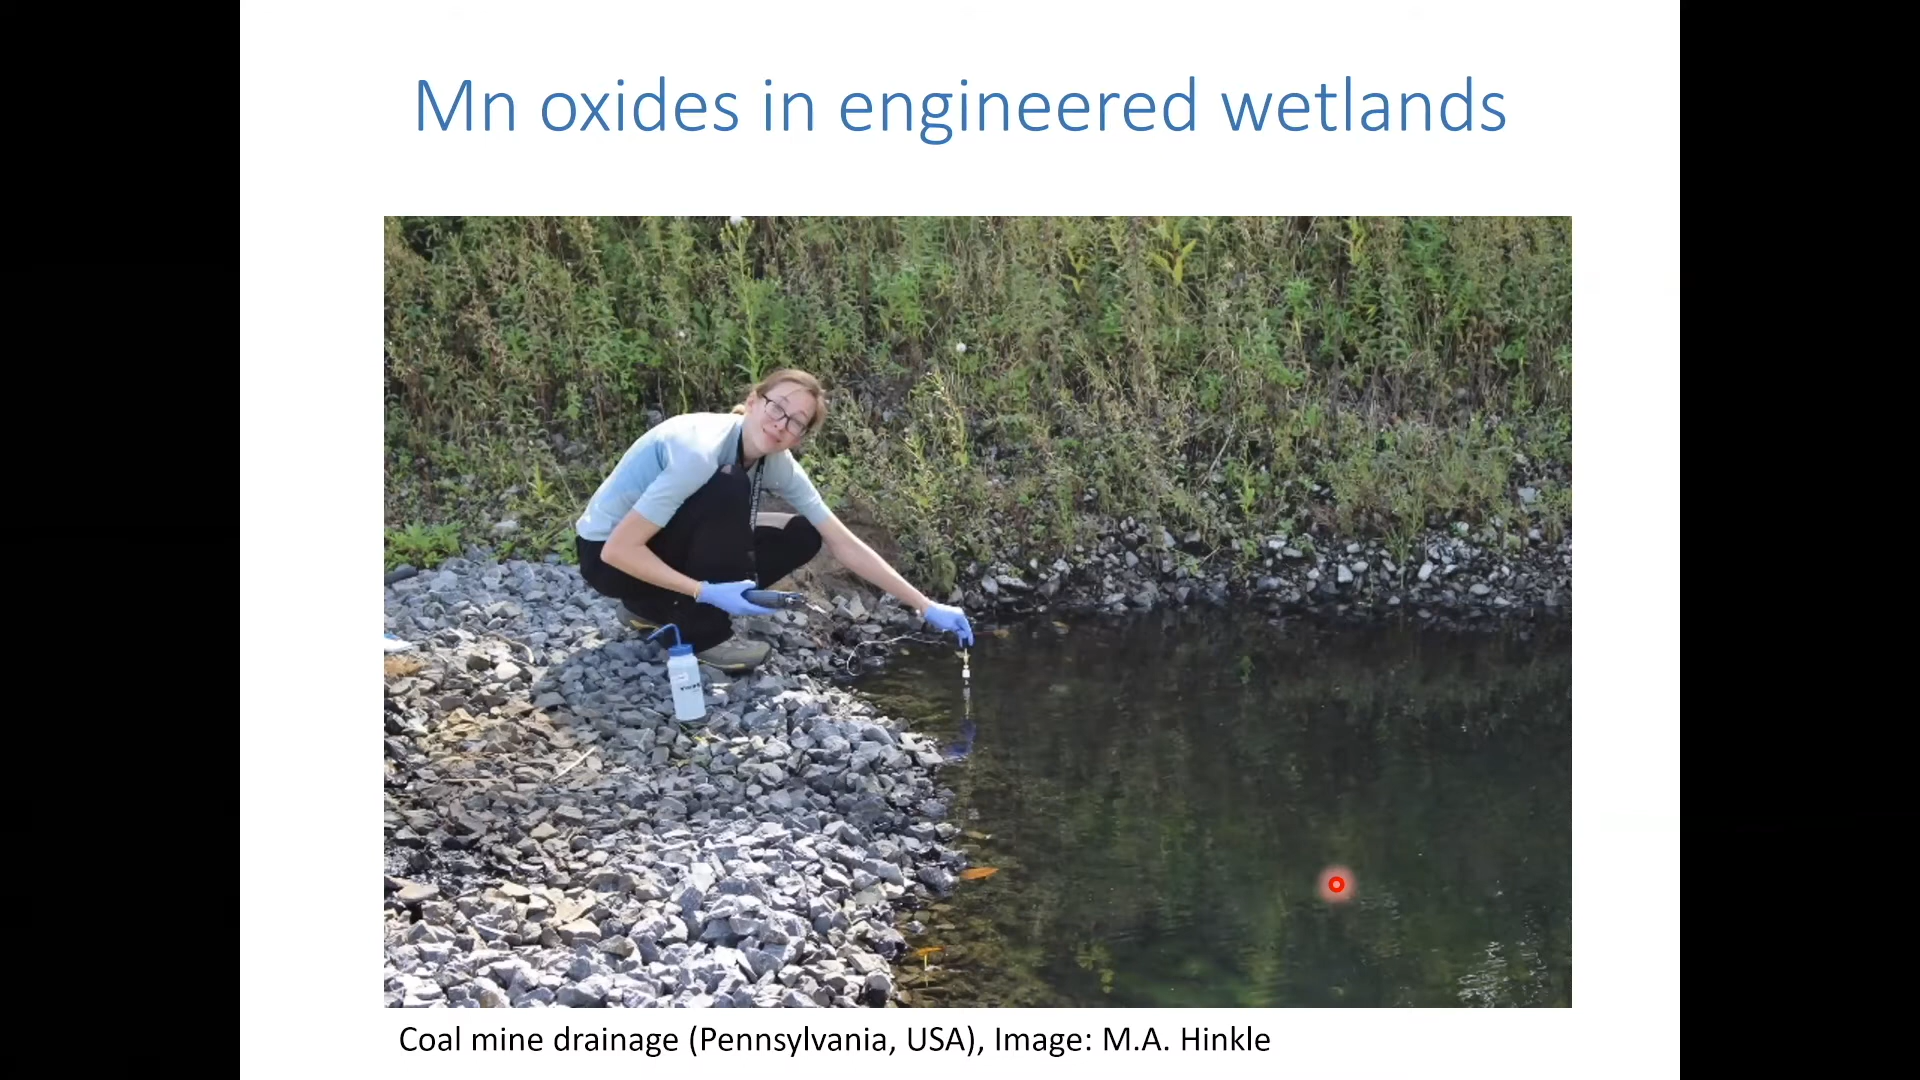 Mn oxides in engineered wetlands
Coal mine drainage (Pennsylvania, USA), Image: M.A. Hinkle